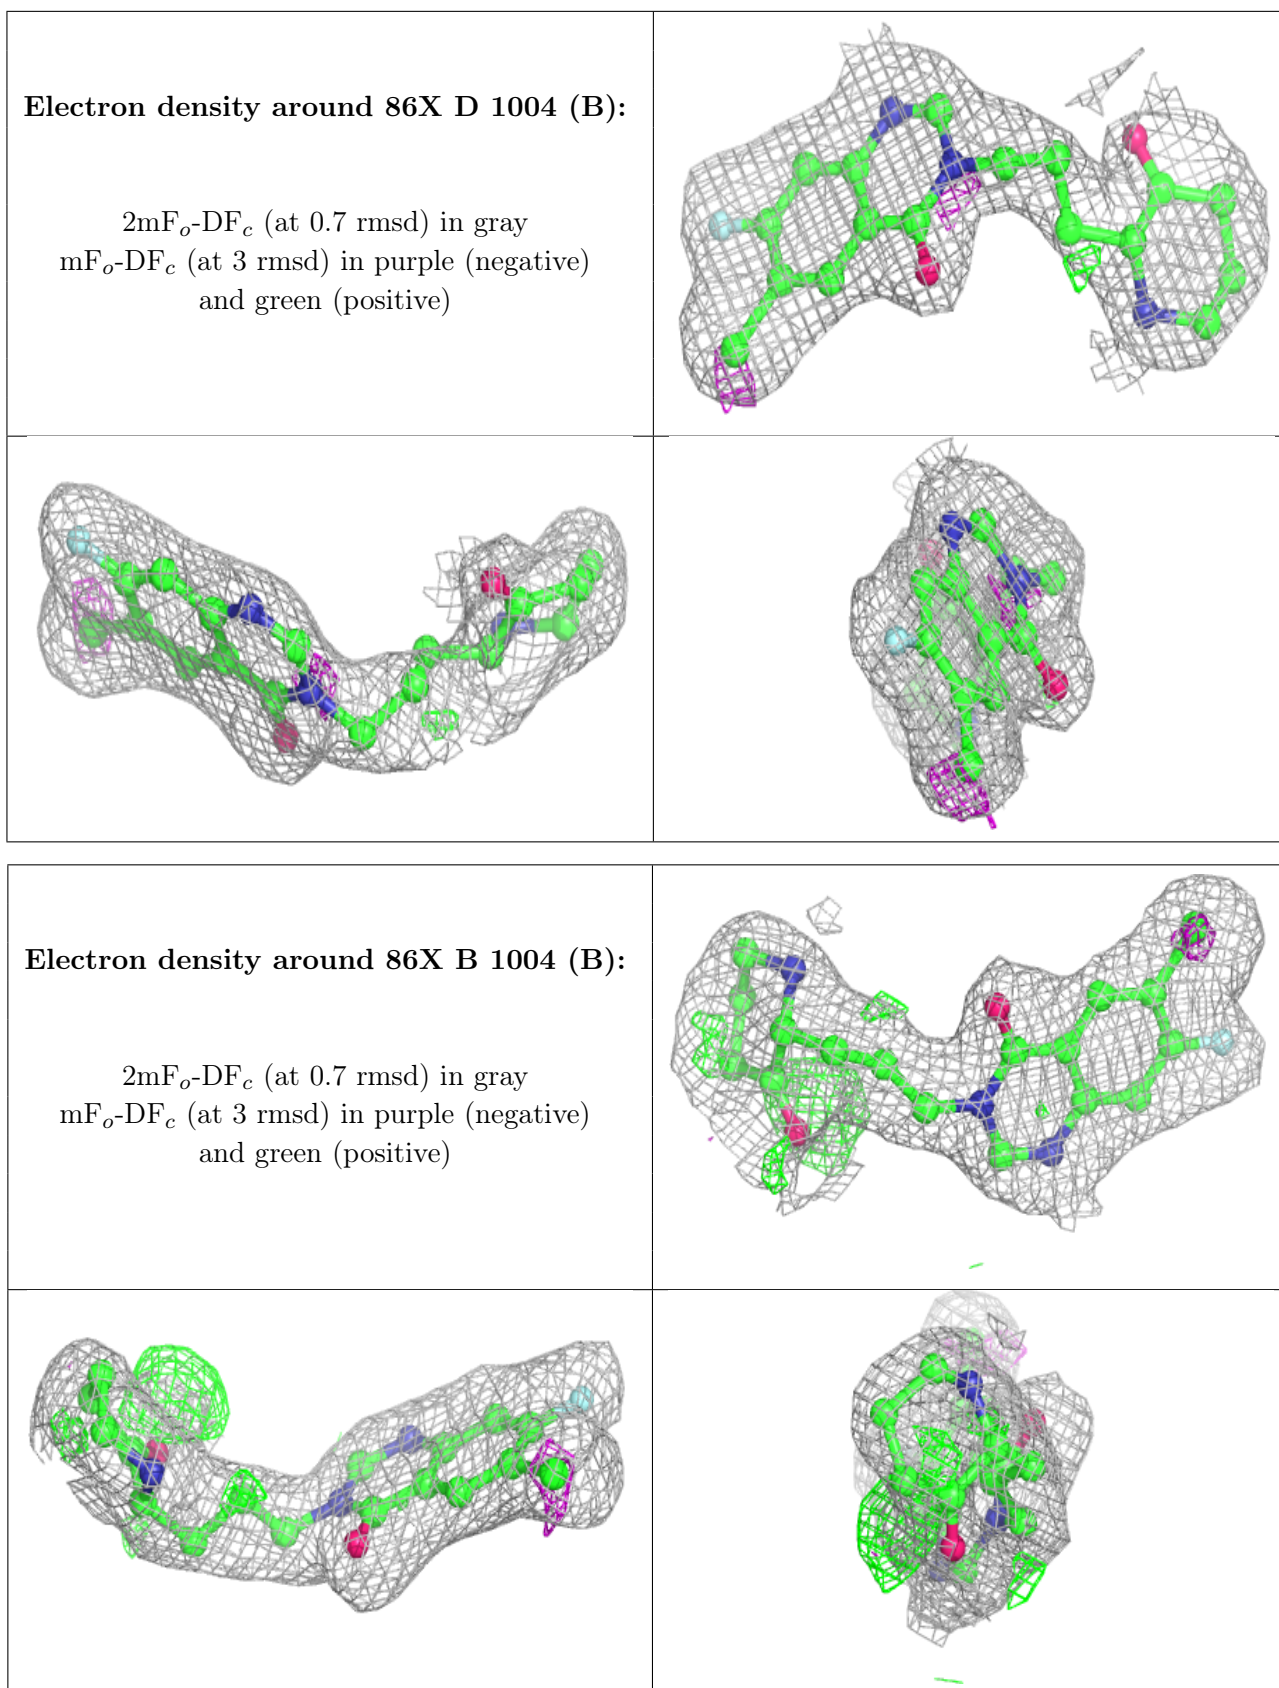 Electron density around 86X D 1004 (B):
2mFo-DFc (at 0.7 rmsd) in gray
mFo-DFc (at 3 rmsd) in purple (negative)
and green (positive)
Electron density around 86X B 1004 (B):
2mFo-DFc (at 0.7 rmsd) in gray
mFo-DFc (at 3 rmsd) in purple (negative)
and green (positive)